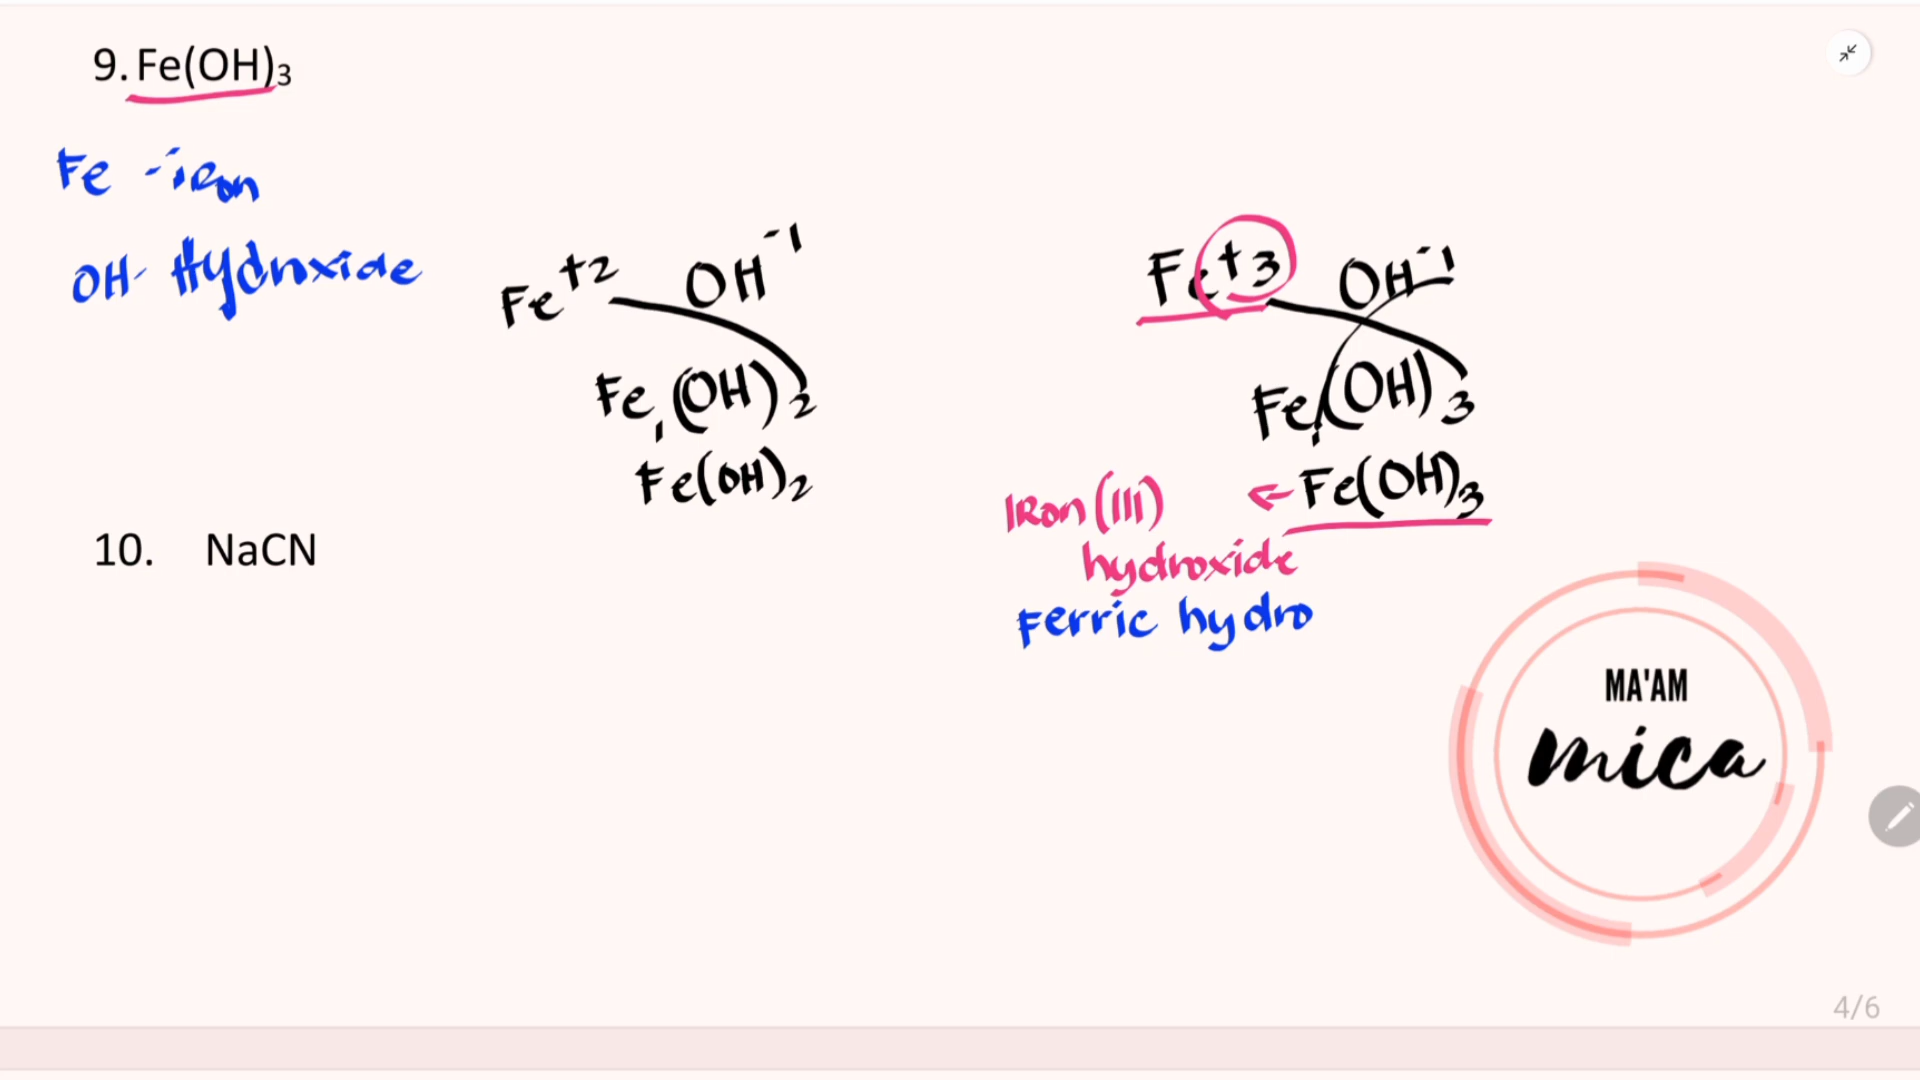 9. Fe(OH)₃
Fe - iron
OH - Hydroxide
Fe⁺² OH⁻¹
Fe₁(OH)₂
Fe(OH)₂
Fe⁺³ OH⁻¹
Fe₁(OH)₃
← Fe(OH)₃
IRon (III)
hydroxide
Ferric hydro
10. NaCN
MA'AM
mica
4/6